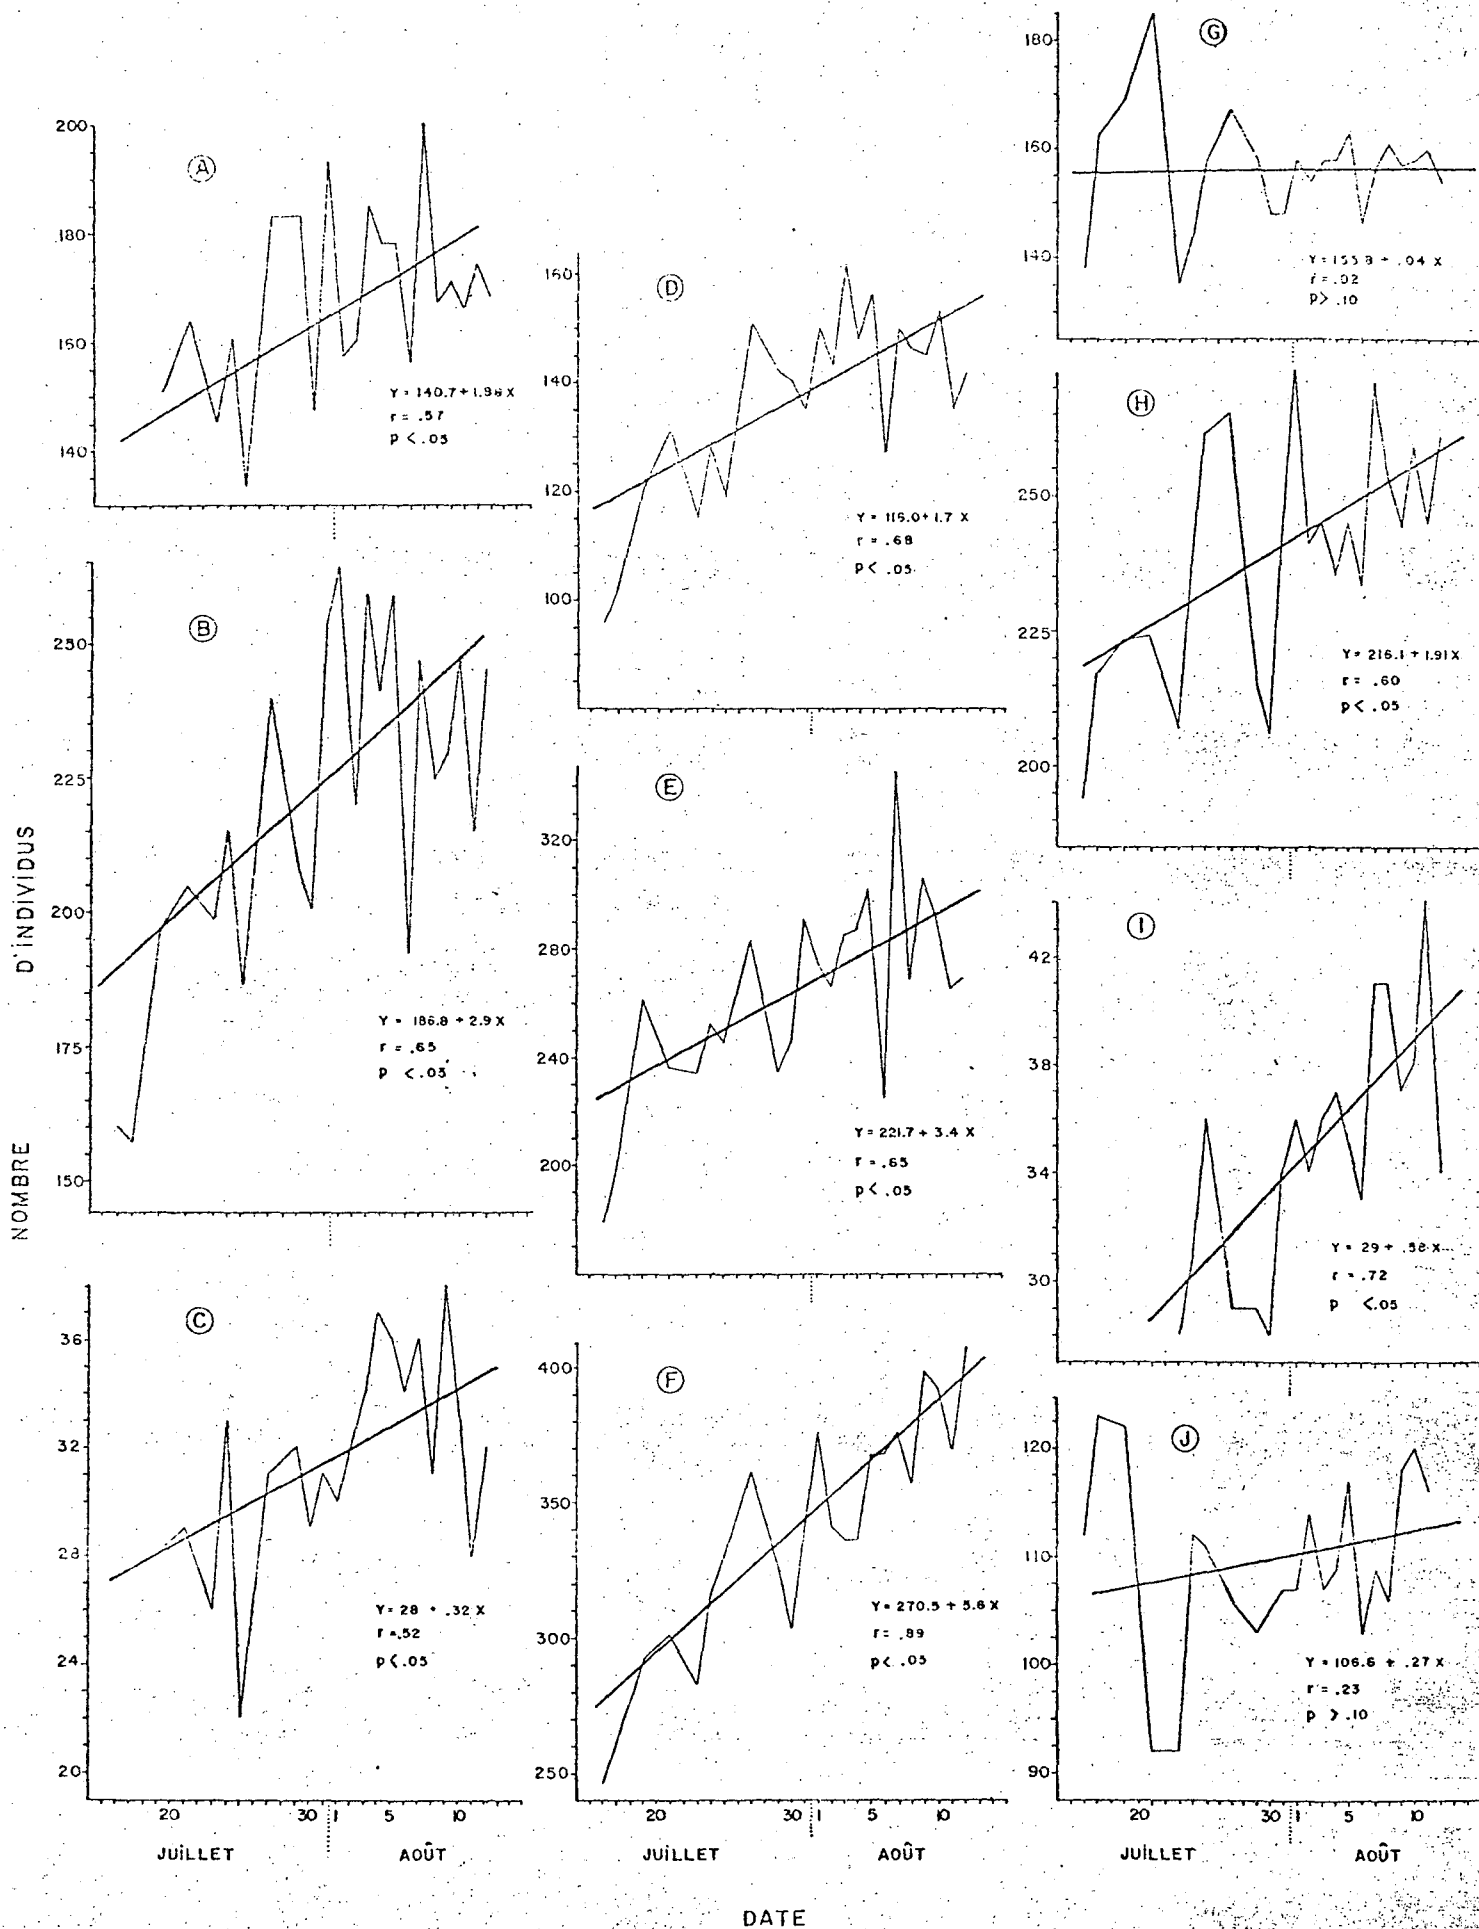 A
200
180
160
140
Y = 140.7+1.96 X
r = .57
p < .05
B
250
225
200
175
150
Y = 186.8 + 2.9 X
r = .65
p < .05
C
36
32
28
24
20
Y = 28 + .32 X
r = .52
p < .05
20 30 1 5 10
JUILLET AOÛT
D
160
140
120
100
Y = 116.0+1.7 X
r = .68
p < .05
E
320
280
240
200
Y = 221.7 + 3.4 X
r = .65
p < .05
F
400
350
300
250
Y = 270.5 + 5.6 X
r = .89
p < .05
20 30 1 5 10
JUILLET AOÛT
G
180
160
140
Y = 155.8 + .04 X
r = .02
p > .10
H
250
225
200
Y = 216.1 + 1.91 X
r = .60
p < .05
I
42
38
34
30
Y = 29 + .58 X
r = .72
p < .05
J
120
110
100
90
Y = 106.6 + .27 X
r = .23
p > .10
20 30 1 5 10
JUILLET AOÛT
NOMBRE D'INDIVIDUS
DATE